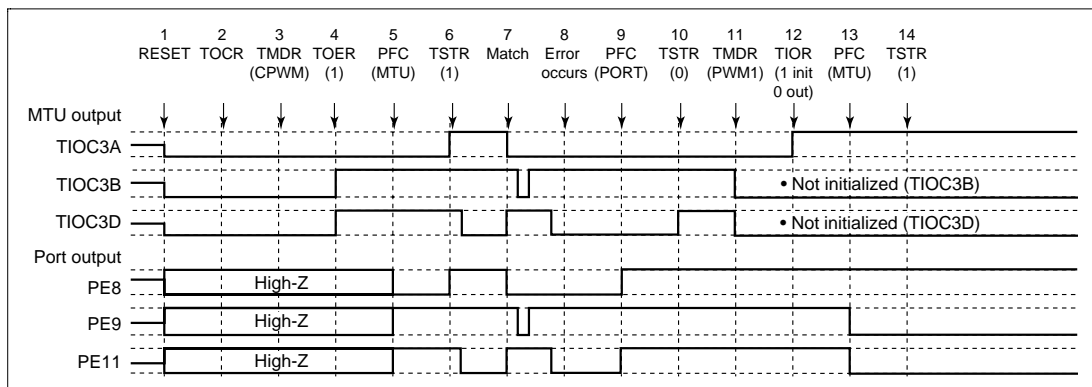 1 2 3 4 5 6 7 8 9 10 11 12 13 14
RESET TOCR TMDR TOER PFC TSTR Match Error PFC TSTR TMDR TIOR PFC TSTR
(CPWM) (1) (MTU) (1) occurs (PORT) (0) (PWM1) (1 init (MTU) (1)
0 out)
MTU output
TIOC3A
TIOC3B • Not initialized (TIOC3B)
TIOC3D • Not initialized (TIOC3D)
Port output
PE8 High-Z
PE9 High-Z
PE11 High-Z